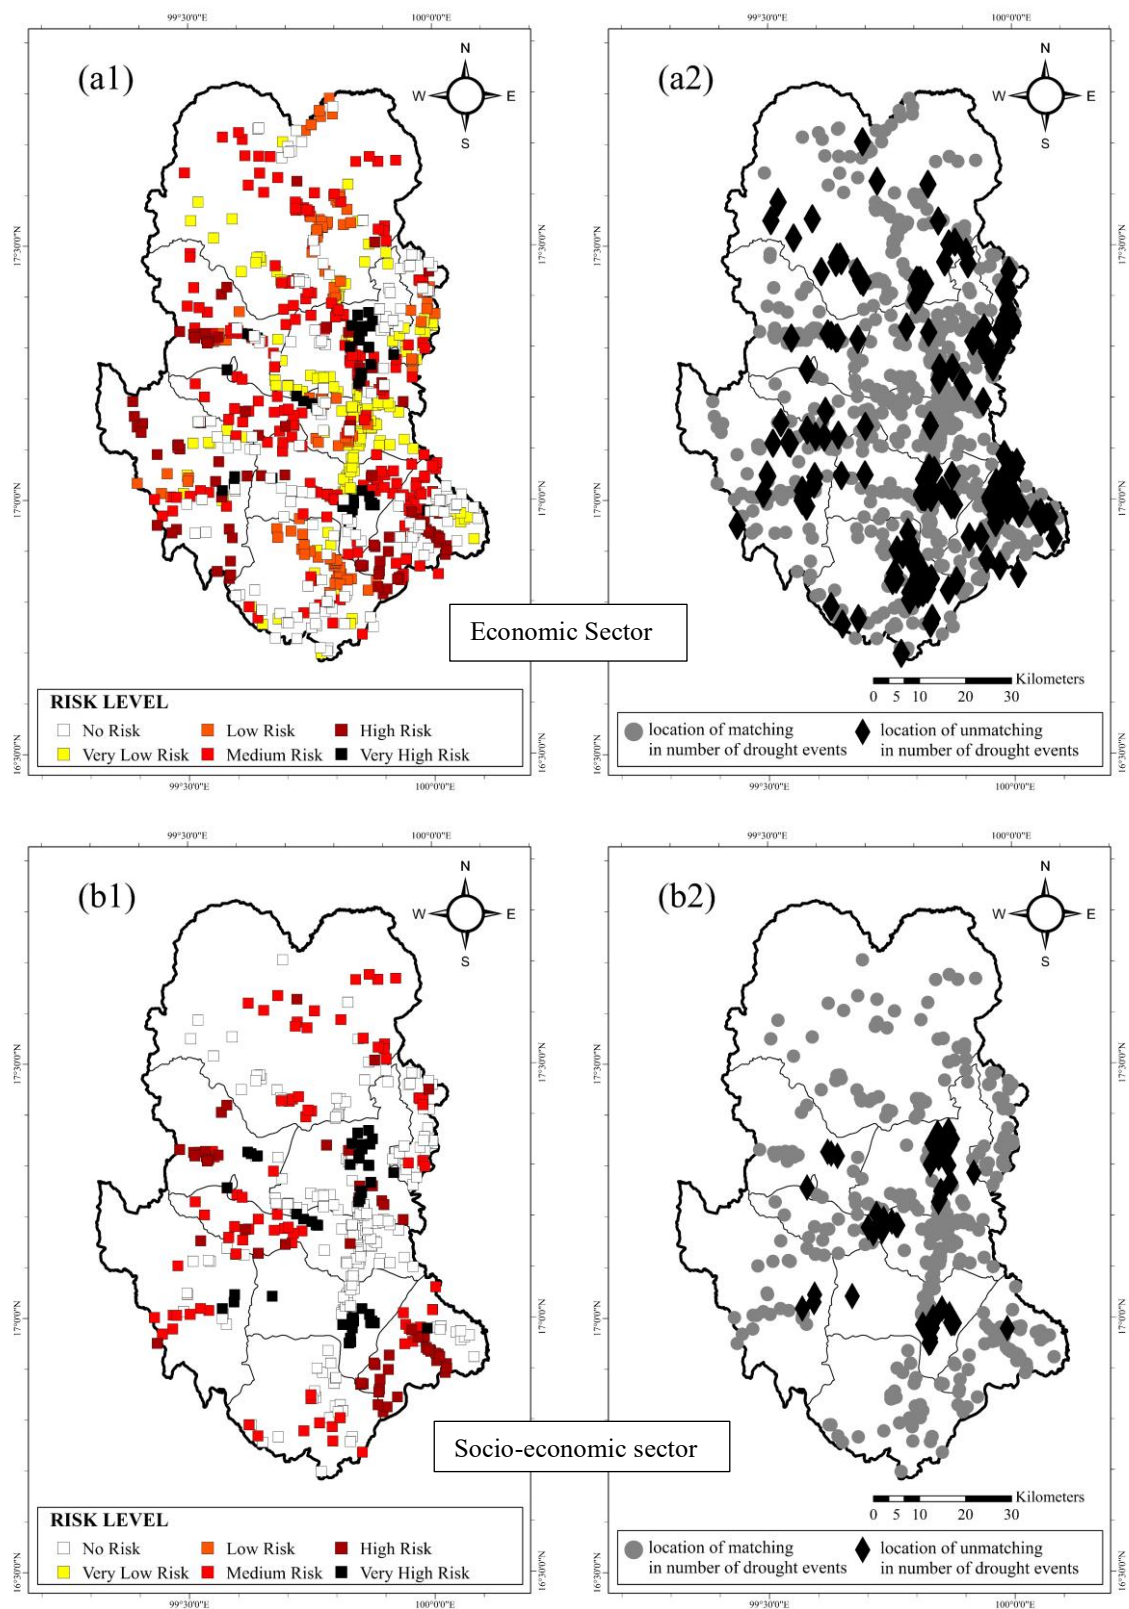 99°30'0"E 100°0'0"E 99°30'0"E 100°0'0"E
(a1)
N
W E
S
(a2)
N
W E
S
17°30'0"N
17°30'0"N
17°0'0"N
17°0'0"N
Economic Sector
Kilometers
0 5 10 20 30
RISK LEVEL
No Risk Low Risk High Risk
Very Low Risk Medium Risk Very High Risk
location of matching
in number of drought events
location of unmatching
in number of drought events
16°30'0"N
16°30'0"N
99°30'0"E 100°0'0"E 99°30'0"E 100°0'0"E
99°30'0"E 100°0'0"E 99°30'0"E 100°0'0"E
(b1)
N
W E
S
(b2)
N
W E
S
17°30'0"N
17°30'0"N
17°0'0"N
17°0'0"N
Socio-economic sector
Kilometers
0 5 10 20 30
RISK LEVEL
No Risk Low Risk High Risk
Very Low Risk Medium Risk Very High Risk
location of matching
in number of drought events
location of unmatching
in number of drought events
16°30'0"N
16°30'0"N
99°30'0"E 100°0'0"E 99°30'0"E 100°0'0"E